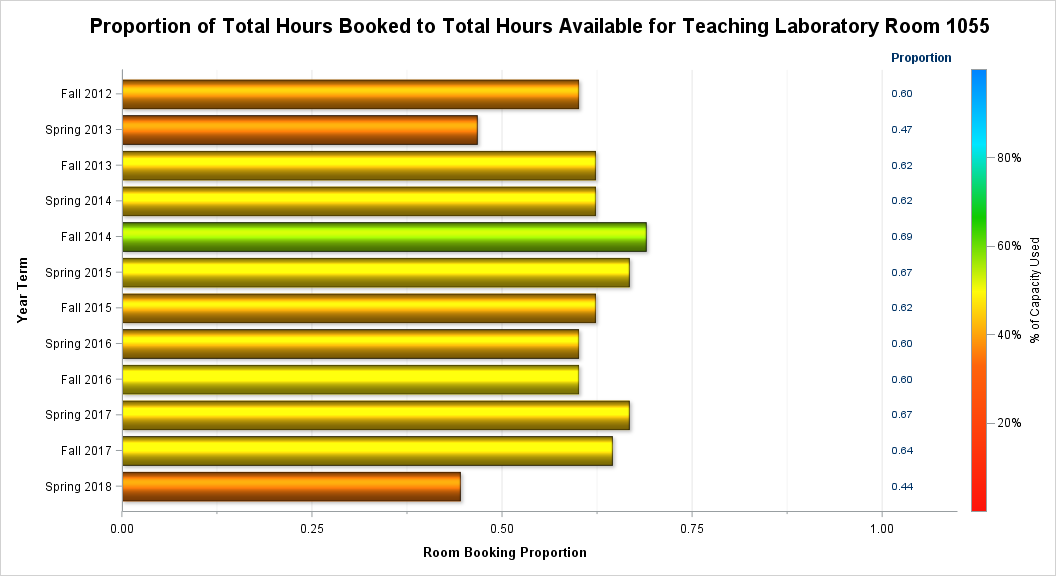 Proportion of Total Hours Booked to Total Hours Available for Teaching Laboratory Room 1055
Proportion
Fall 2012 0.60
Spring 2013 0.47
Fall 2013 0.62
Spring 2014 0.62
Fall 2014 0.69
Spring 2015 0.67
Fall 2015 0.62
Spring 2016 0.60
Fall 2016 0.60
Spring 2017 0.67
Fall 2017 0.64
Spring 2018 0.44
Year Term
0.00 0.25 0.50 0.75 1.00
Room Booking Proportion
80%
60%
40%
20%
% of Capacity Used